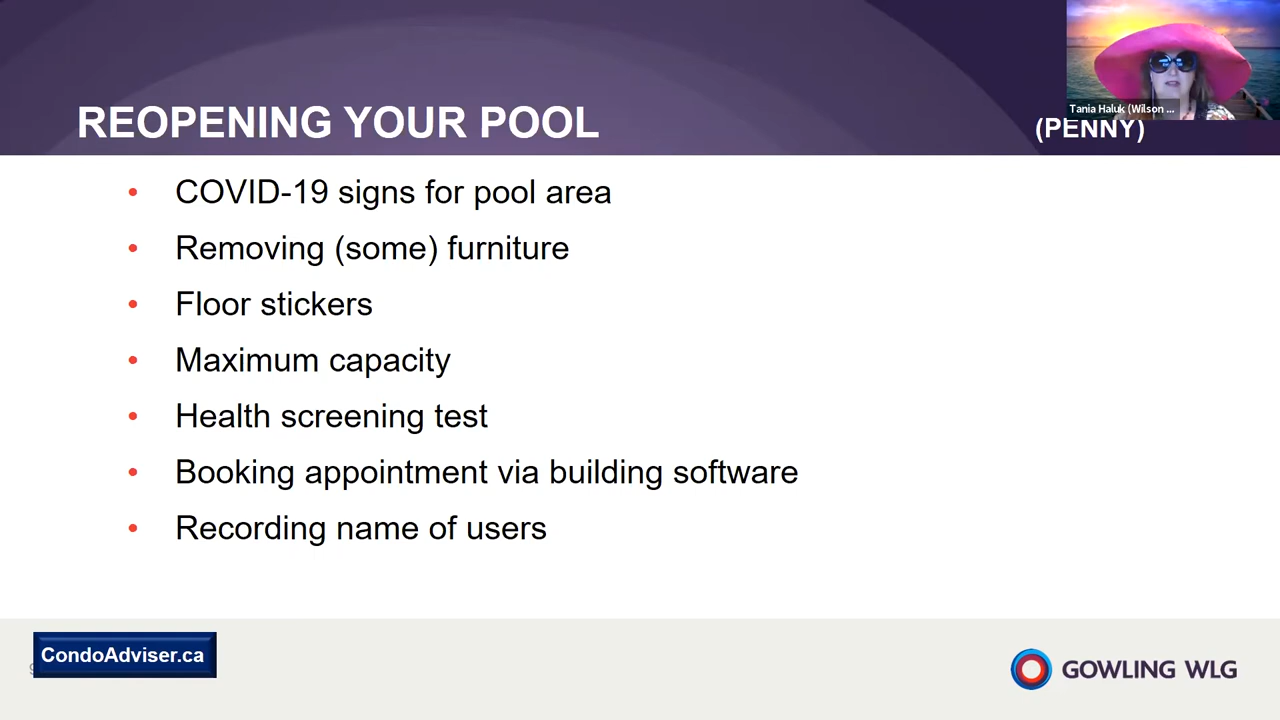 REOPENING YOUR POOL
(PENNY)
Tania Haluk (Wilson ...
• COVID-19 signs for pool area
• Removing (some) furniture
• Floor stickers
• Maximum capacity
• Health screening test
• Booking appointment via building software
• Recording name of users
CondoAdviser.ca
GOWLING WLG